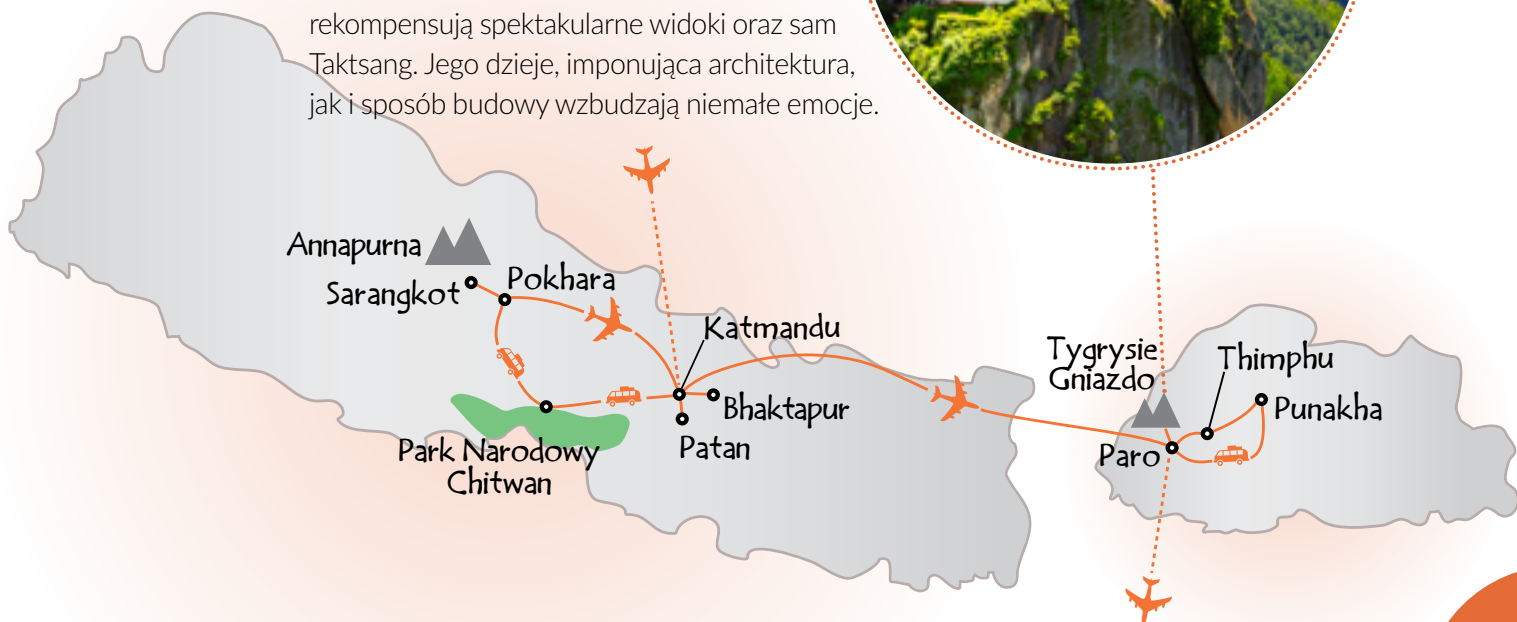 rekompensują spektakularne widoki oraz sam
Taktsang. Jego dzieje, imponująca architektura,
jak i sposób budowy wzbudzają niemałe emocje.
Annapurna
Sarangkot
Pokhara
Katmandu
Bhaktapur
Patan
Park Narodowy
Chitwan
Tygrysie
Gniazdo
Thimphu
Punakha
Paro